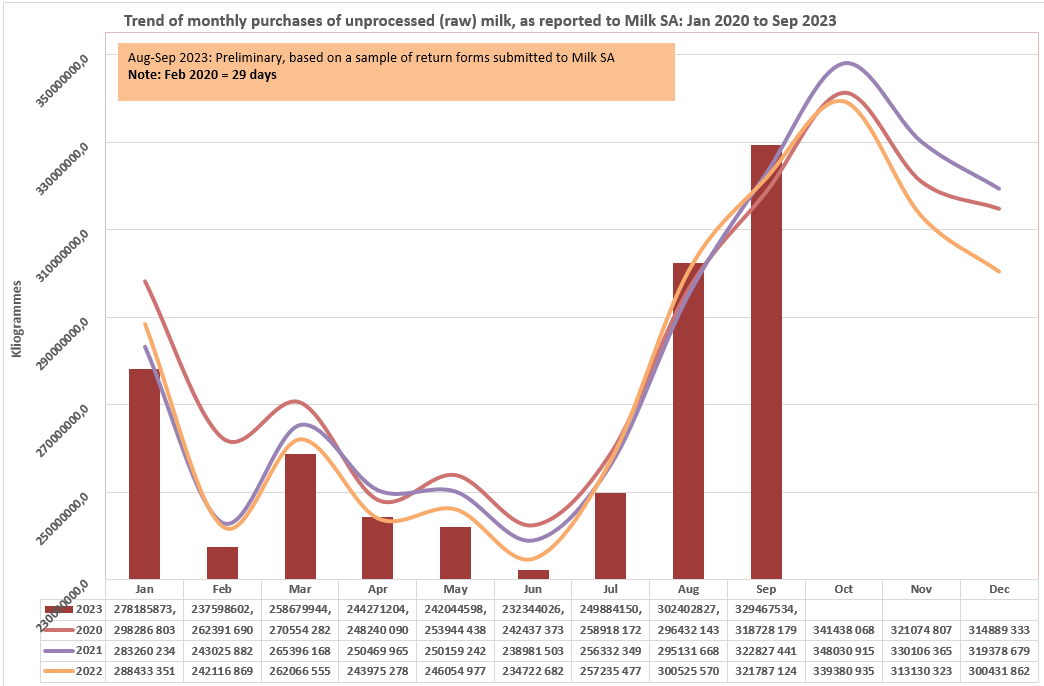 Trend of monthly purchases of unprocessed (raw) milk, as reported to Milk SA: Jan 2020 to Sep 2023
Aug-Sep 2023: Preliminary, based on a sample of return forms submitted to Milk SA
Note: Feb 2020 = 29 days
350000000,0
330000000,0
310000000,0
290000000,0
270000000,0
250000000,0
230000000,0
Kliogrammes
Jan Feb Mar Apr May Jun Jul Aug Sep Oct Nov Dec
2023 278185873, 237598602, 258679944, 244271204, 242044598, 232344026, 249884150, 302402827, 329467534,
2020 298286 803 262391 690 270554 282 248240 090 253944 438 242437 373 258918 172 296432 143 318728 179 341438 068 321074 807 314889 333
2021 283260 234 243025 882 265396 168 250469 965 250159 242 238981 503 256332 349 295131 668 322827 441 348030 915 330106 365 319378 679
2022 288433 351 242116 869 262066 555 243975 278 246054 977 234722 682 257235 477 300525 570 321787 124 339380 935 313130 323 300431 862